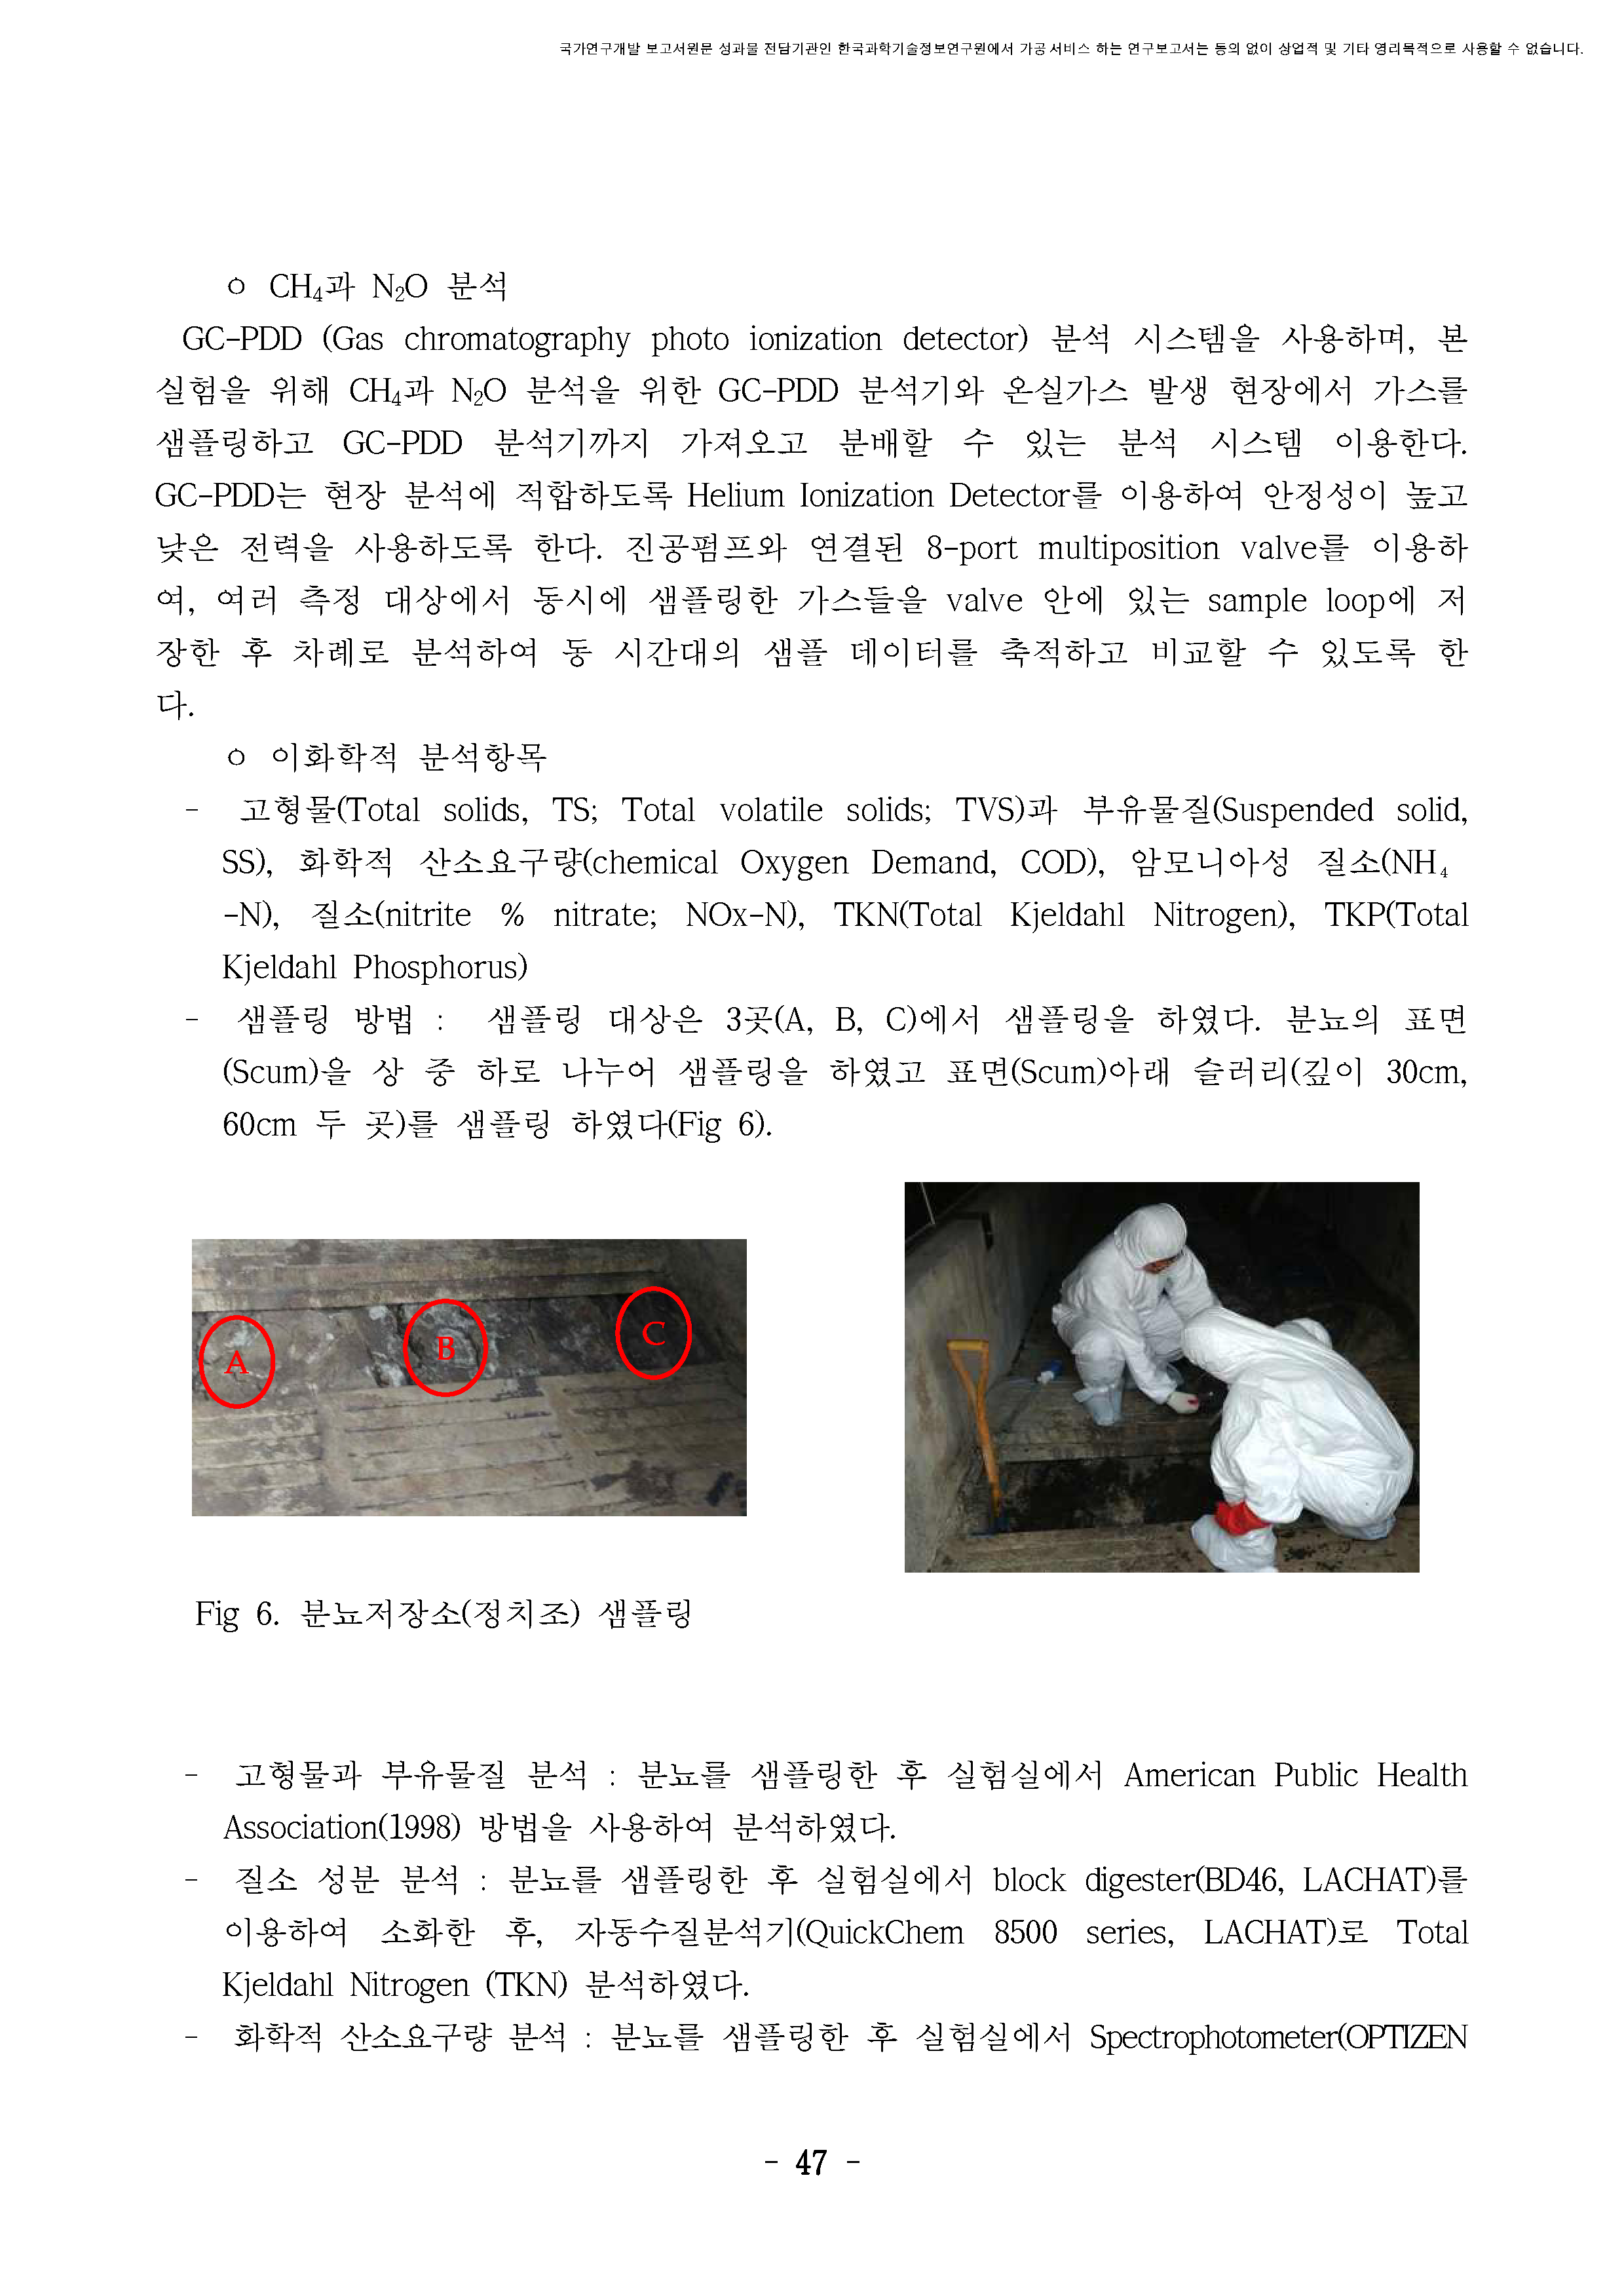 국가연구개발 보고서원문 성과물 전담기관인 한국과학기술정보연구원에서 가공·서비스 하는 연구보고서는 동의 없이 상업적 및 기타 영리목적으로 사용할 수 없습니다.
ㅇ CH₄과 N₂O 분석
GC-PDD (Gas chromatography photo ionization detector) 분석 시스템을 사용하며, 본
실험을 위해 CH₄과 N₂O 분석을 위한 GC-PDD 분석기와 온실가스 발생 현장에서 가스를
샘플링하고 GC-PDD 분석기까지 가져오고 분배할 수 있는 분석 시스템 이용한다.
GC-PDD는 현장 분석에 적합하도록 Helium Ionization Detector를 이용하여 안정성이 높고
낮은 전력을 사용하도록 한다. 진공펌프와 연결된 8-port multiposition valve를 이용하
여, 여러 측정 대상에서 동시에 샘플링한 가스들을 valve 안에 있는 sample loop에 저
장한 후 차례로 분석하여 동 시간대의 샘플 데이터를 축적하고 비교할 수 있도록 한
다.
ㅇ 이화학적 분석항목
- 고형물(Total solids, TS; Total volatile solids; TVS)과 부유물질(Suspended solid,
SS), 화학적 산소요구량(chemical Oxygen Demand, COD), 암모니아성 질소(NH₄
-N), 질소(nitrite % nitrate; NOx-N), TKN(Total Kjeldahl Nitrogen), TKP(Total
Kjeldahl Phosphorus)
- 샘플링 방법 : 샘플링 대상은 3곳(A, B, C)에서 샘플링을 하였다. 분뇨의 표면
(Scum)을 상 중 하로 나누어 샘플링을 하였고 표면(Scum)아래 슬러리(깊이 30cm,
60cm 두 곳)를 샘플링 하였다(Fig 6).
A B C
Fig 6. 분뇨저장소(정치조) 샘플링
- 고형물과 부유물질 분석 : 분뇨를 샘플링한 후 실험실에서 American Public Health
Association(1998) 방법을 사용하여 분석하였다.
- 질소 성분 분석 : 분뇨를 샘플링한 후 실험실에서 block digester(BD46, LACHAT)를
이용하여 소화한 후, 자동수질분석기(QuickChem 8500 series, LACHAT)로 Total
Kjeldahl Nitrogen (TKN) 분석하였다.
- 화학적 산소요구량 분석 : 분뇨를 샘플링한 후 실험실에서 Spectrophotometer(OPTIZEN
- 47 -